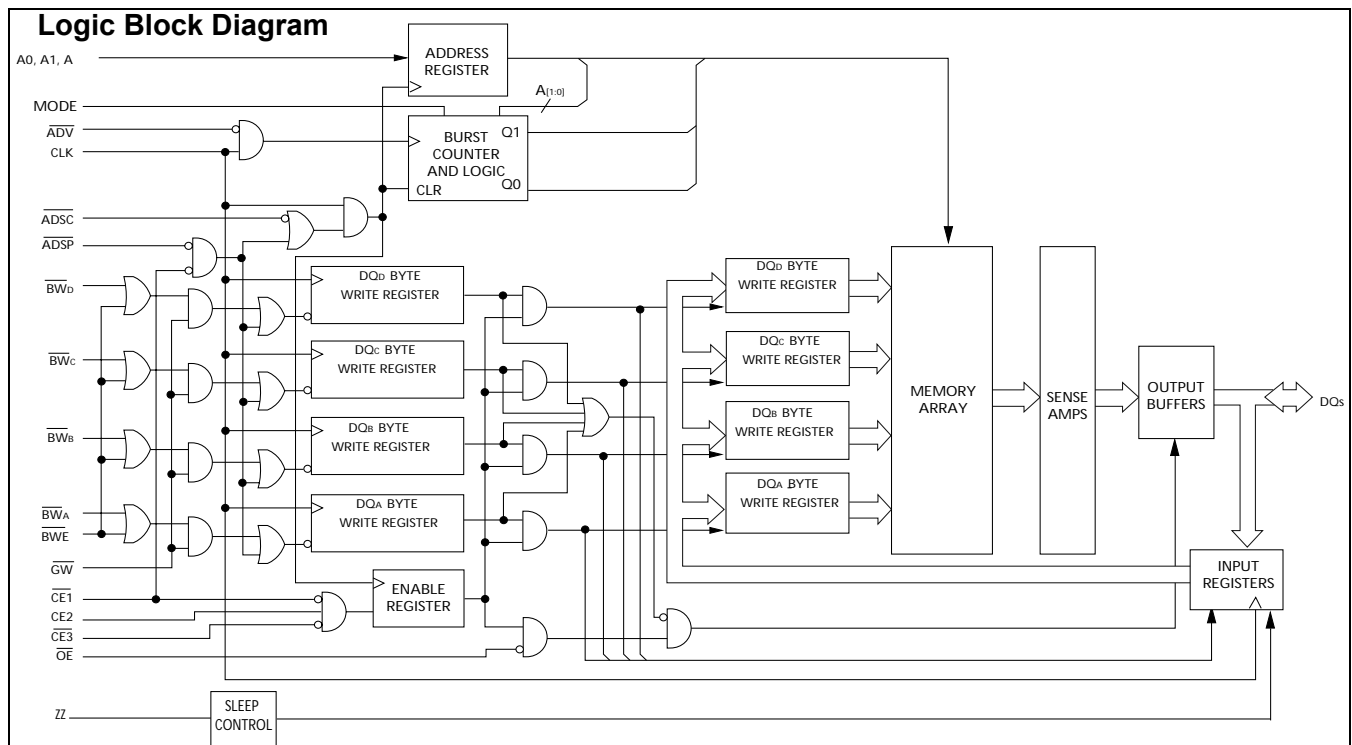 Logic Block Diagram
A0, A1, A
ADDRESS
REGISTER
MODE
A[1:0]
ADV
CLK
BURST
COUNTER
AND LOGIC
Q1
CLR
Q0
ADSC
ADSP
BWD
DQD BYTE
WRITE REGISTER
DQD BYTE
WRITE REGISTER
BWC
DQC BYTE
WRITE REGISTER
DQC BYTE
WRITE REGISTER
MEMORY
ARRAY
SENSE
AMPS
OUTPUT
BUFFERS
DQs
BWB
DQB BYTE
WRITE REGISTER
DQB BYTE
WRITE REGISTER
BWA
BWE
DQA BYTE
WRITE REGISTER
DQA BYTE
WRITE REGISTER
GW
CE1
CE2
CE3
OE
ENABLE
REGISTER
INPUT
REGISTERS
ZZ
SLEEP
CONTROL